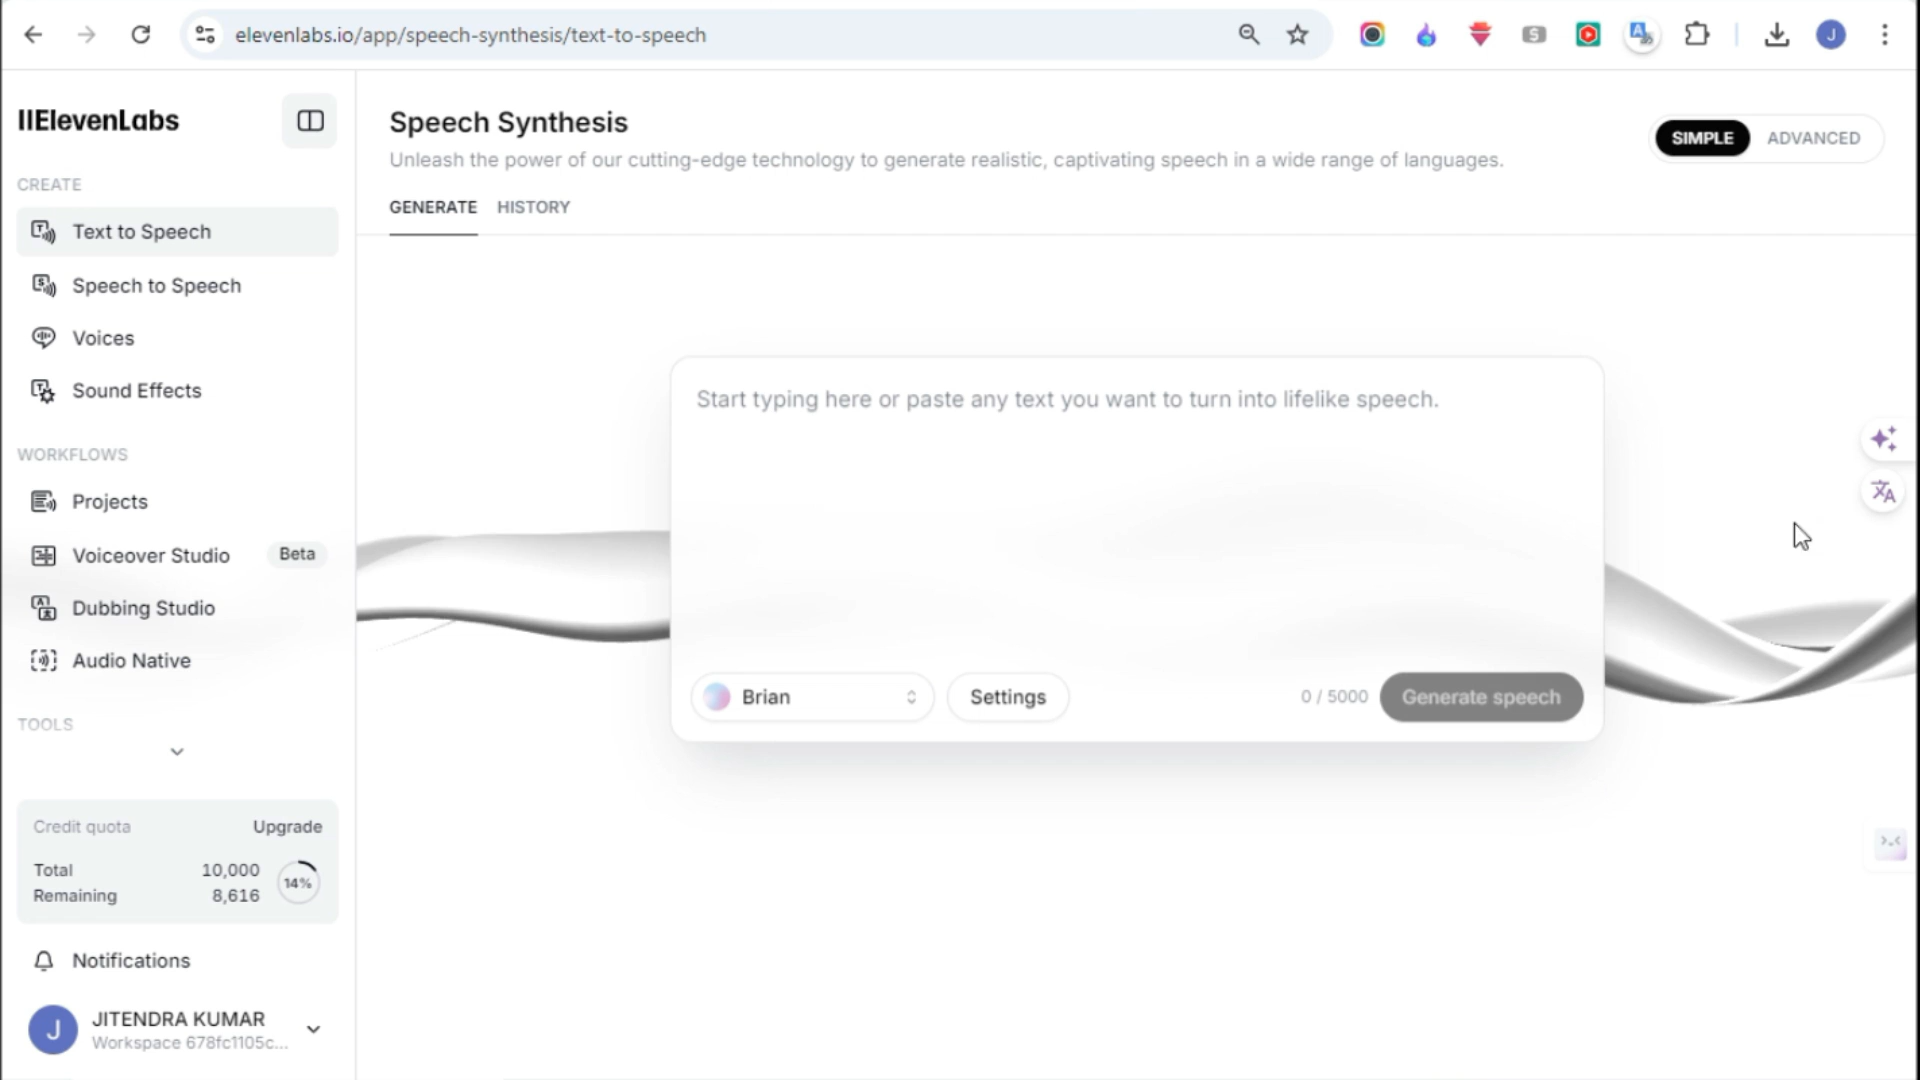 elevenlabs.io/app/speech-synthesis/text-to-speech
J
IIElevenLabs
CREATE
Text to Speech
Speech to Speech
Voices
Sound Effects
WORKFLOWS
Projects
Voiceover Studio Beta
Dubbing Studio
Audio Native
TOOLS
Credit quota Upgrade
Total 10,000
Remaining 8,616
14%
Notifications
J
JITENDRA KUMAR
Workspace 678fc1105c...
Speech Synthesis
Unleash the power of our cutting-edge technology to generate realistic, captivating speech in a wide range of languages.
SIMPLE ADVANCED
GENERATE HISTORY
Start typing here or paste any text you want to turn into lifelike speech.
Brian Settings 0 / 5000 Generate speech